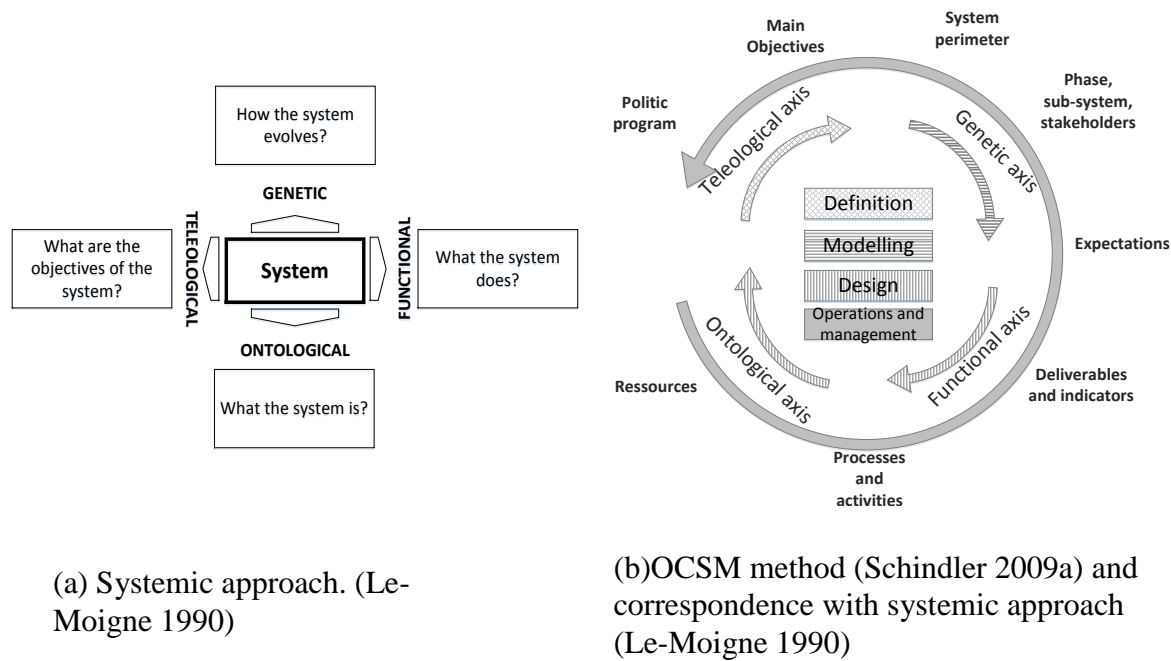 How the system
evolves?
GENETIC
TELEOLOGICAL
What are the
objectives of the
system?
System
FUNCTIONAL
What the system
does?
ONTOLOGICAL
What the system is?
(a) Systemic approach. (Le-
Moigne 1990)
Main
Objectives
System
perimeter
Politic
program
Phase,
sub-system,
stakeholders
Teleological axis
Genetic axis
Definition
Modelling
Design
Operations and
management
Expectations
Ontological axis
Functional axis
Ressources
Deliverables
and indicators
Processes
and
activities
(b)OCSM method (Schindler 2009a) and
correspondence with systemic approach
(Le-Moigne 1990)